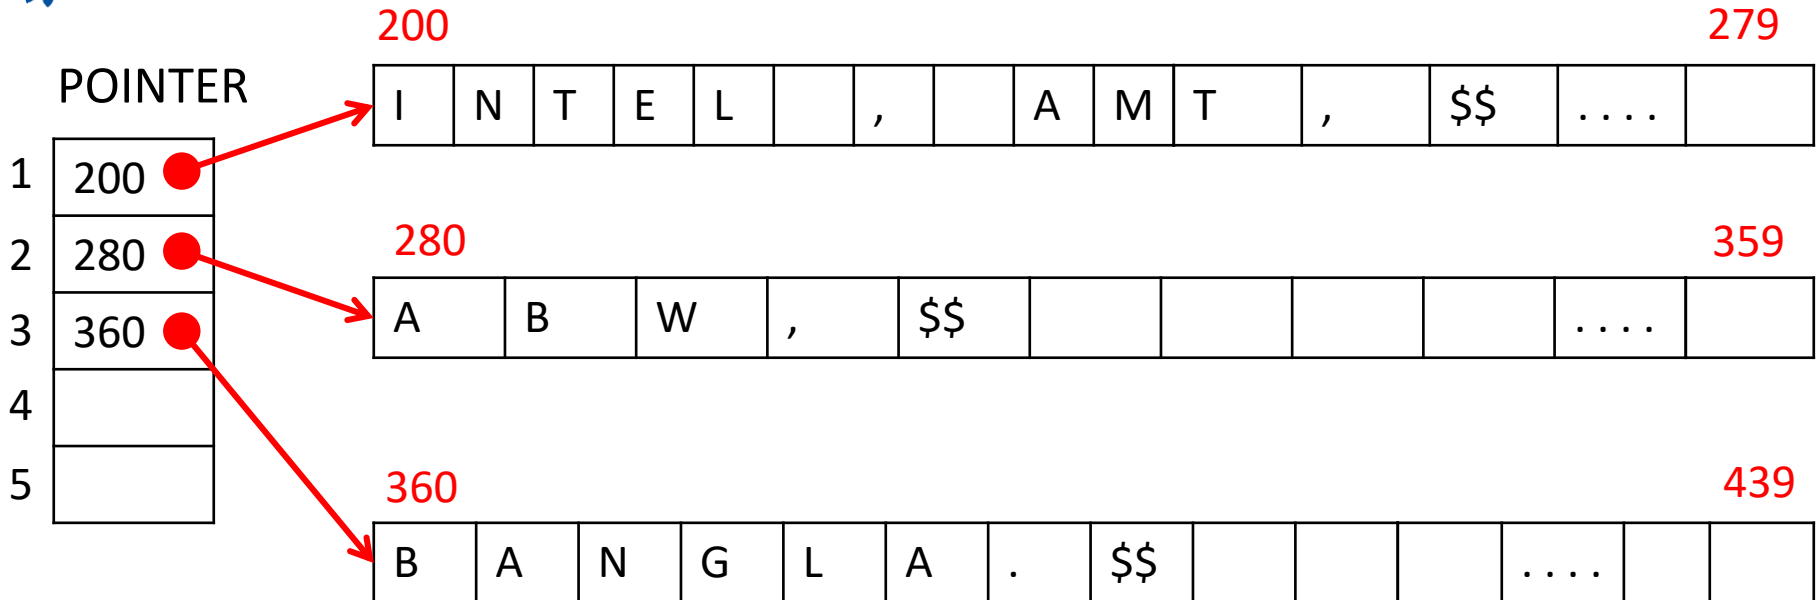 200 279
POINTER
I N T E L , A M T , $$ . . . .
1 200
280 359
2 280
A B W , $$ . . . .
3 360
4
360 439
5
B A N G L A . $$ . . . .